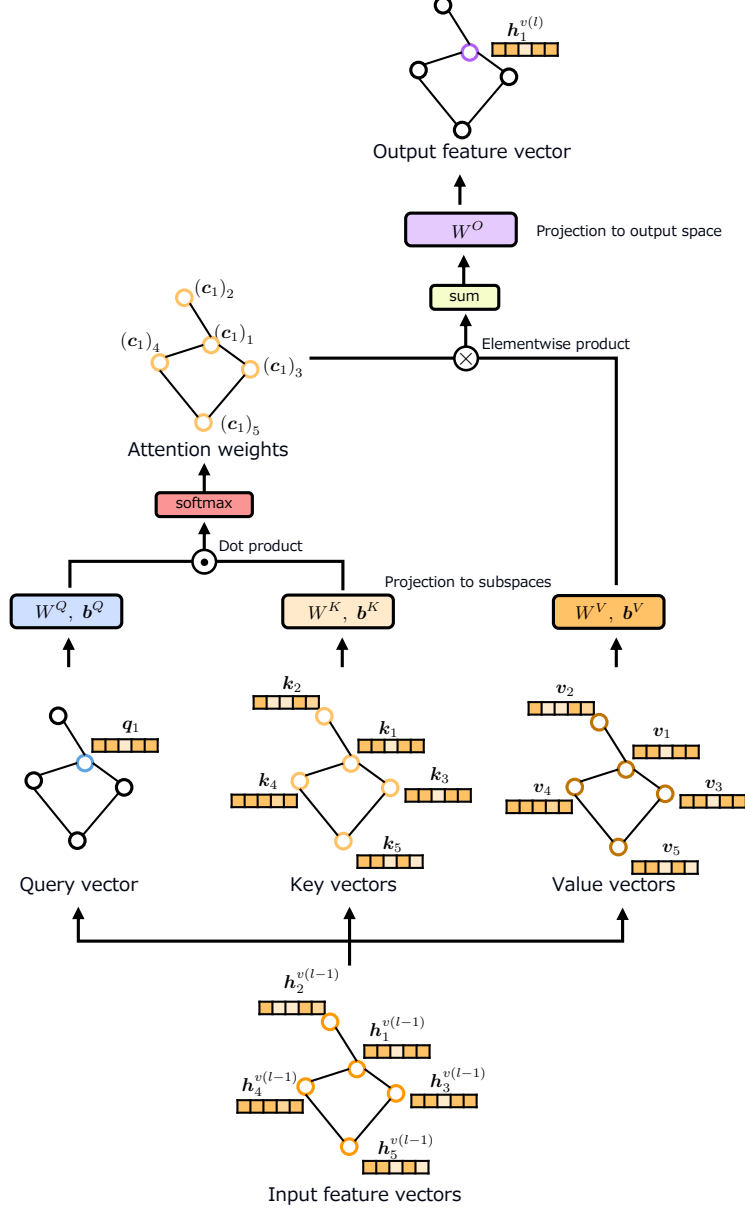 h_1^{v(l)}
Output feature vector
W^O
Projection to output space
sum
(c_1)_2
(c_1)_1
(c_1)_4
(c_1)_3
(c_1)_5
Elementwise product
Attention weights
softmax
Dot product
Projection to subspaces
W^Q, b^Q
W^K, b^K
W^V, b^V
q_1
k_2
k_1
k_4
k_3
k_5
v_2
v_1
v_4
v_3
v_5
Query vector
Key vectors
Value vectors
h_2^{v(l-1)}
h_1^{v(l-1)}
h_4^{v(l-1)}
h_3^{v(l-1)}
h_5^{v(l-1)}
Input feature vectors